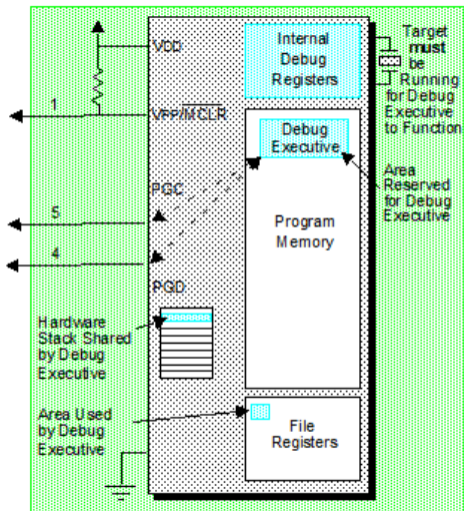 VDD
Internal
Debug
Registers
Target
must
be
Running
for Debug
Executive
to Function
1
VPP/MCLR
Debug
Executive
Area
Reserved
for Debug
Executive
PGC
5
4
Program
Memory
PGD
Hardware
Stack Shared
by Debug
Executive
Area Used
by Debug
Executive
File
Registers